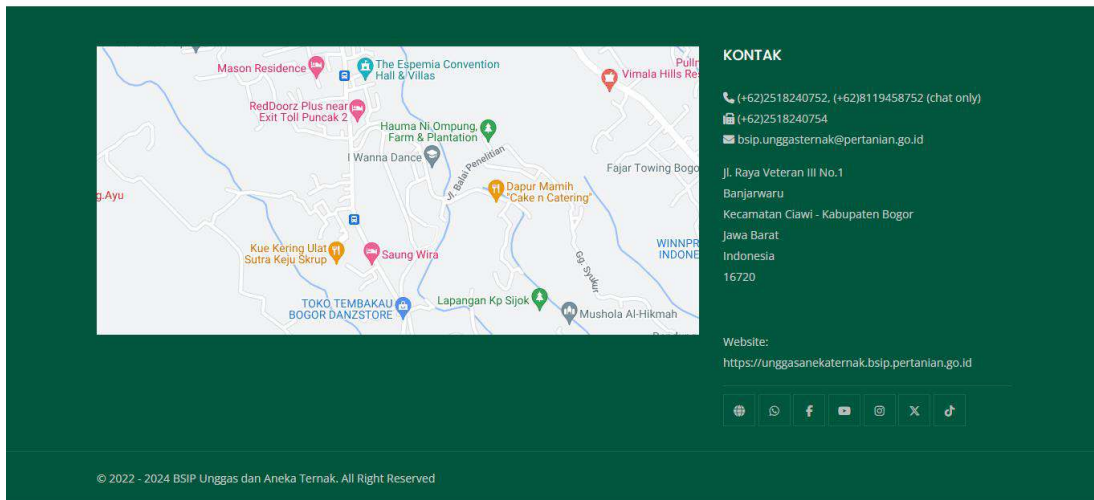 Mason Residence
The Espemia Convention
Hall & Villas
Pullm
Vimala Hills Res
RedDoorz Plus near
Exit Toll Puncak 2
Hauma Ni Ompung,
Farm & Plantation
I Wanna Dance
Jl. Balai Penelitian
Fajar Towing Bogo
g.Ayu
Dapur Mamih
"Cake n Catering"
Kue Kering Ulat
Sutra Keju Skrup
Saung Wira
Gg. Syukur
WINNPR
INDONE
TOKO TEMBAKAU
BOGOR DANZSTORE
Lapangan Kp Sijok
Mushola Al-Hikmah
KONTAK
(+62)2518240752, (+62)8119458752 (chat only)
(+62)2518240754
bsip.unggasternak@pertanian.go.id
Jl. Raya Veteran III No.1
Banjarwaru
Kecamatan Ciawi - Kabupaten Bogor
Jawa Barat
Indonesia
16720
Website:
https://unggasanekaternak.bsip.pertanian.go.id
© 2022 - 2024 BSIP Unggas dan Aneka Ternak. All Right Reserved